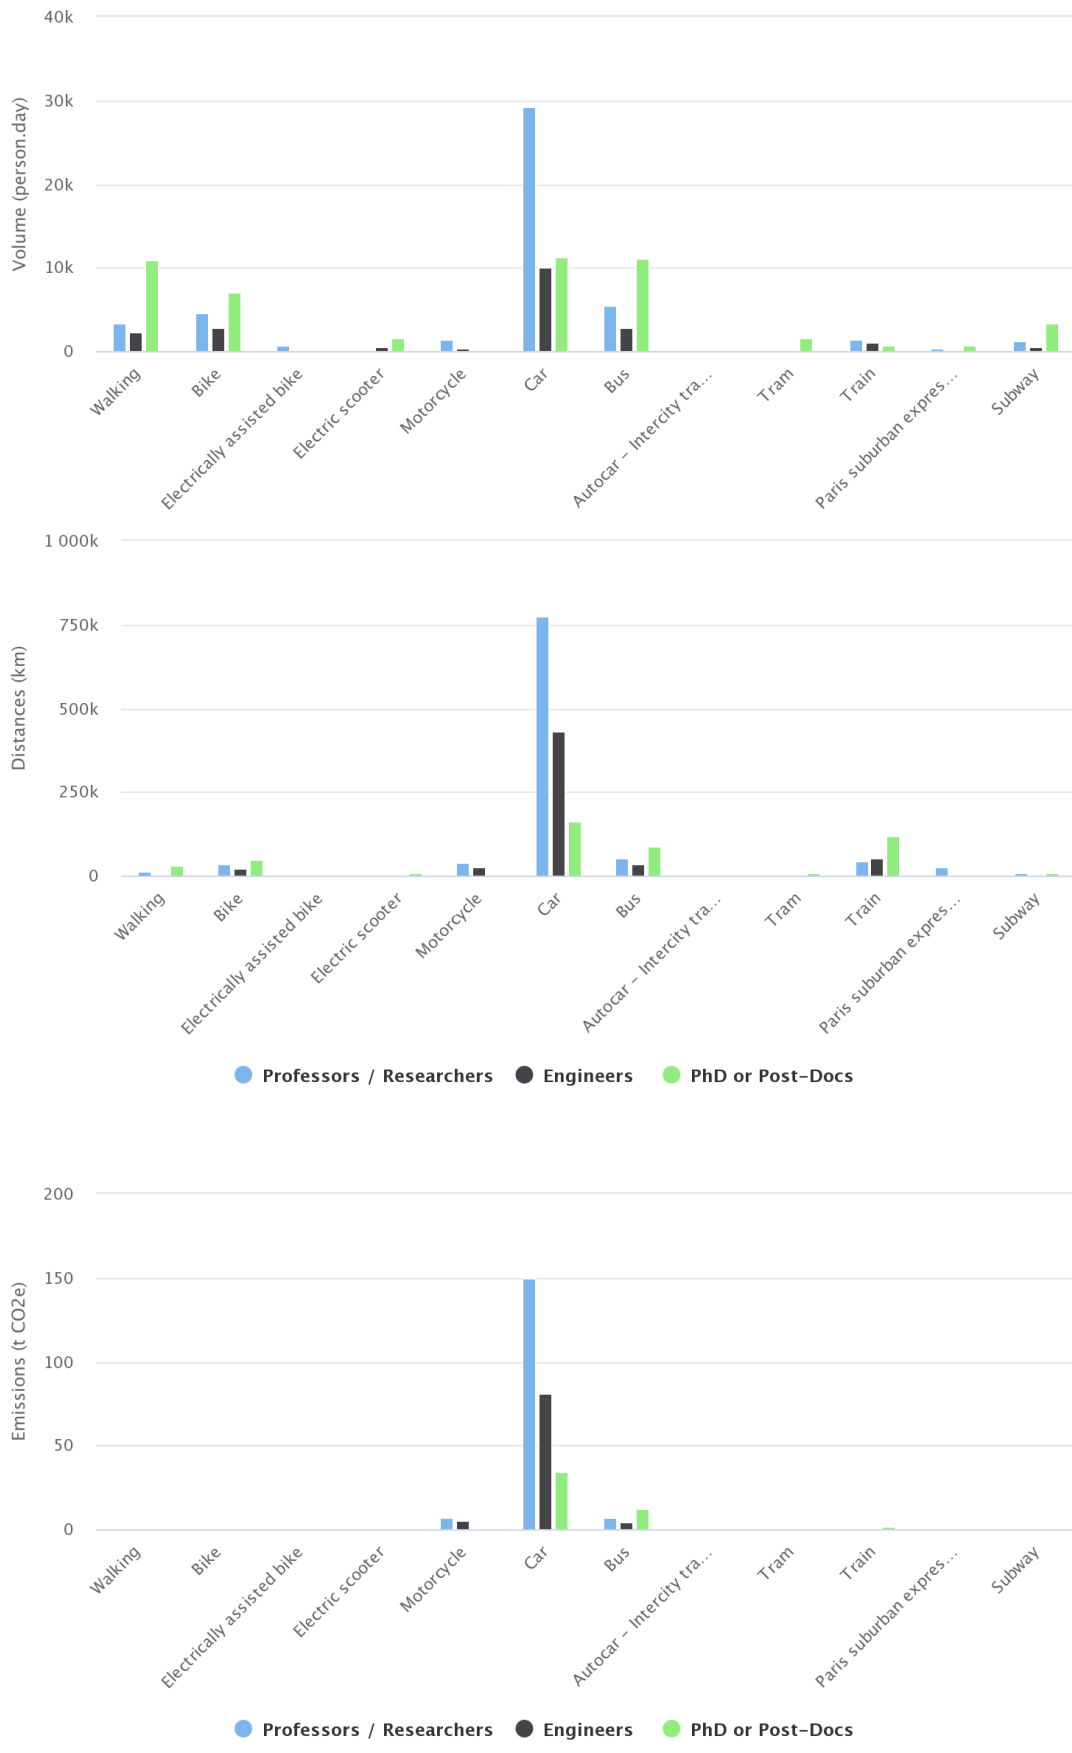 40k
30k
20k
10k
0
Volume (person.day)
Walking
Bike
Electrically assisted bike
Electric scooter
Motorcycle
Car
Bus
Autocar – Intercity tra...
Tram
Train
Paris suburban expres...
Subway
1 000k
750k
500k
250k
0
Distances (km)
Walking
Bike
Electrically assisted bike
Electric scooter
Motorcycle
Car
Bus
Autocar – Intercity tra...
Tram
Train
Paris suburban expres...
Subway
Professors / Researchers Engineers PhD or Post–Docs
200
150
100
50
0
Emissions (t CO2e)
Walking
Bike
Electrically assisted bike
Electric scooter
Motorcycle
Car
Bus
Autocar – Intercity tra...
Tram
Train
Paris suburban expres...
Subway
Professors / Researchers Engineers PhD or Post–Docs